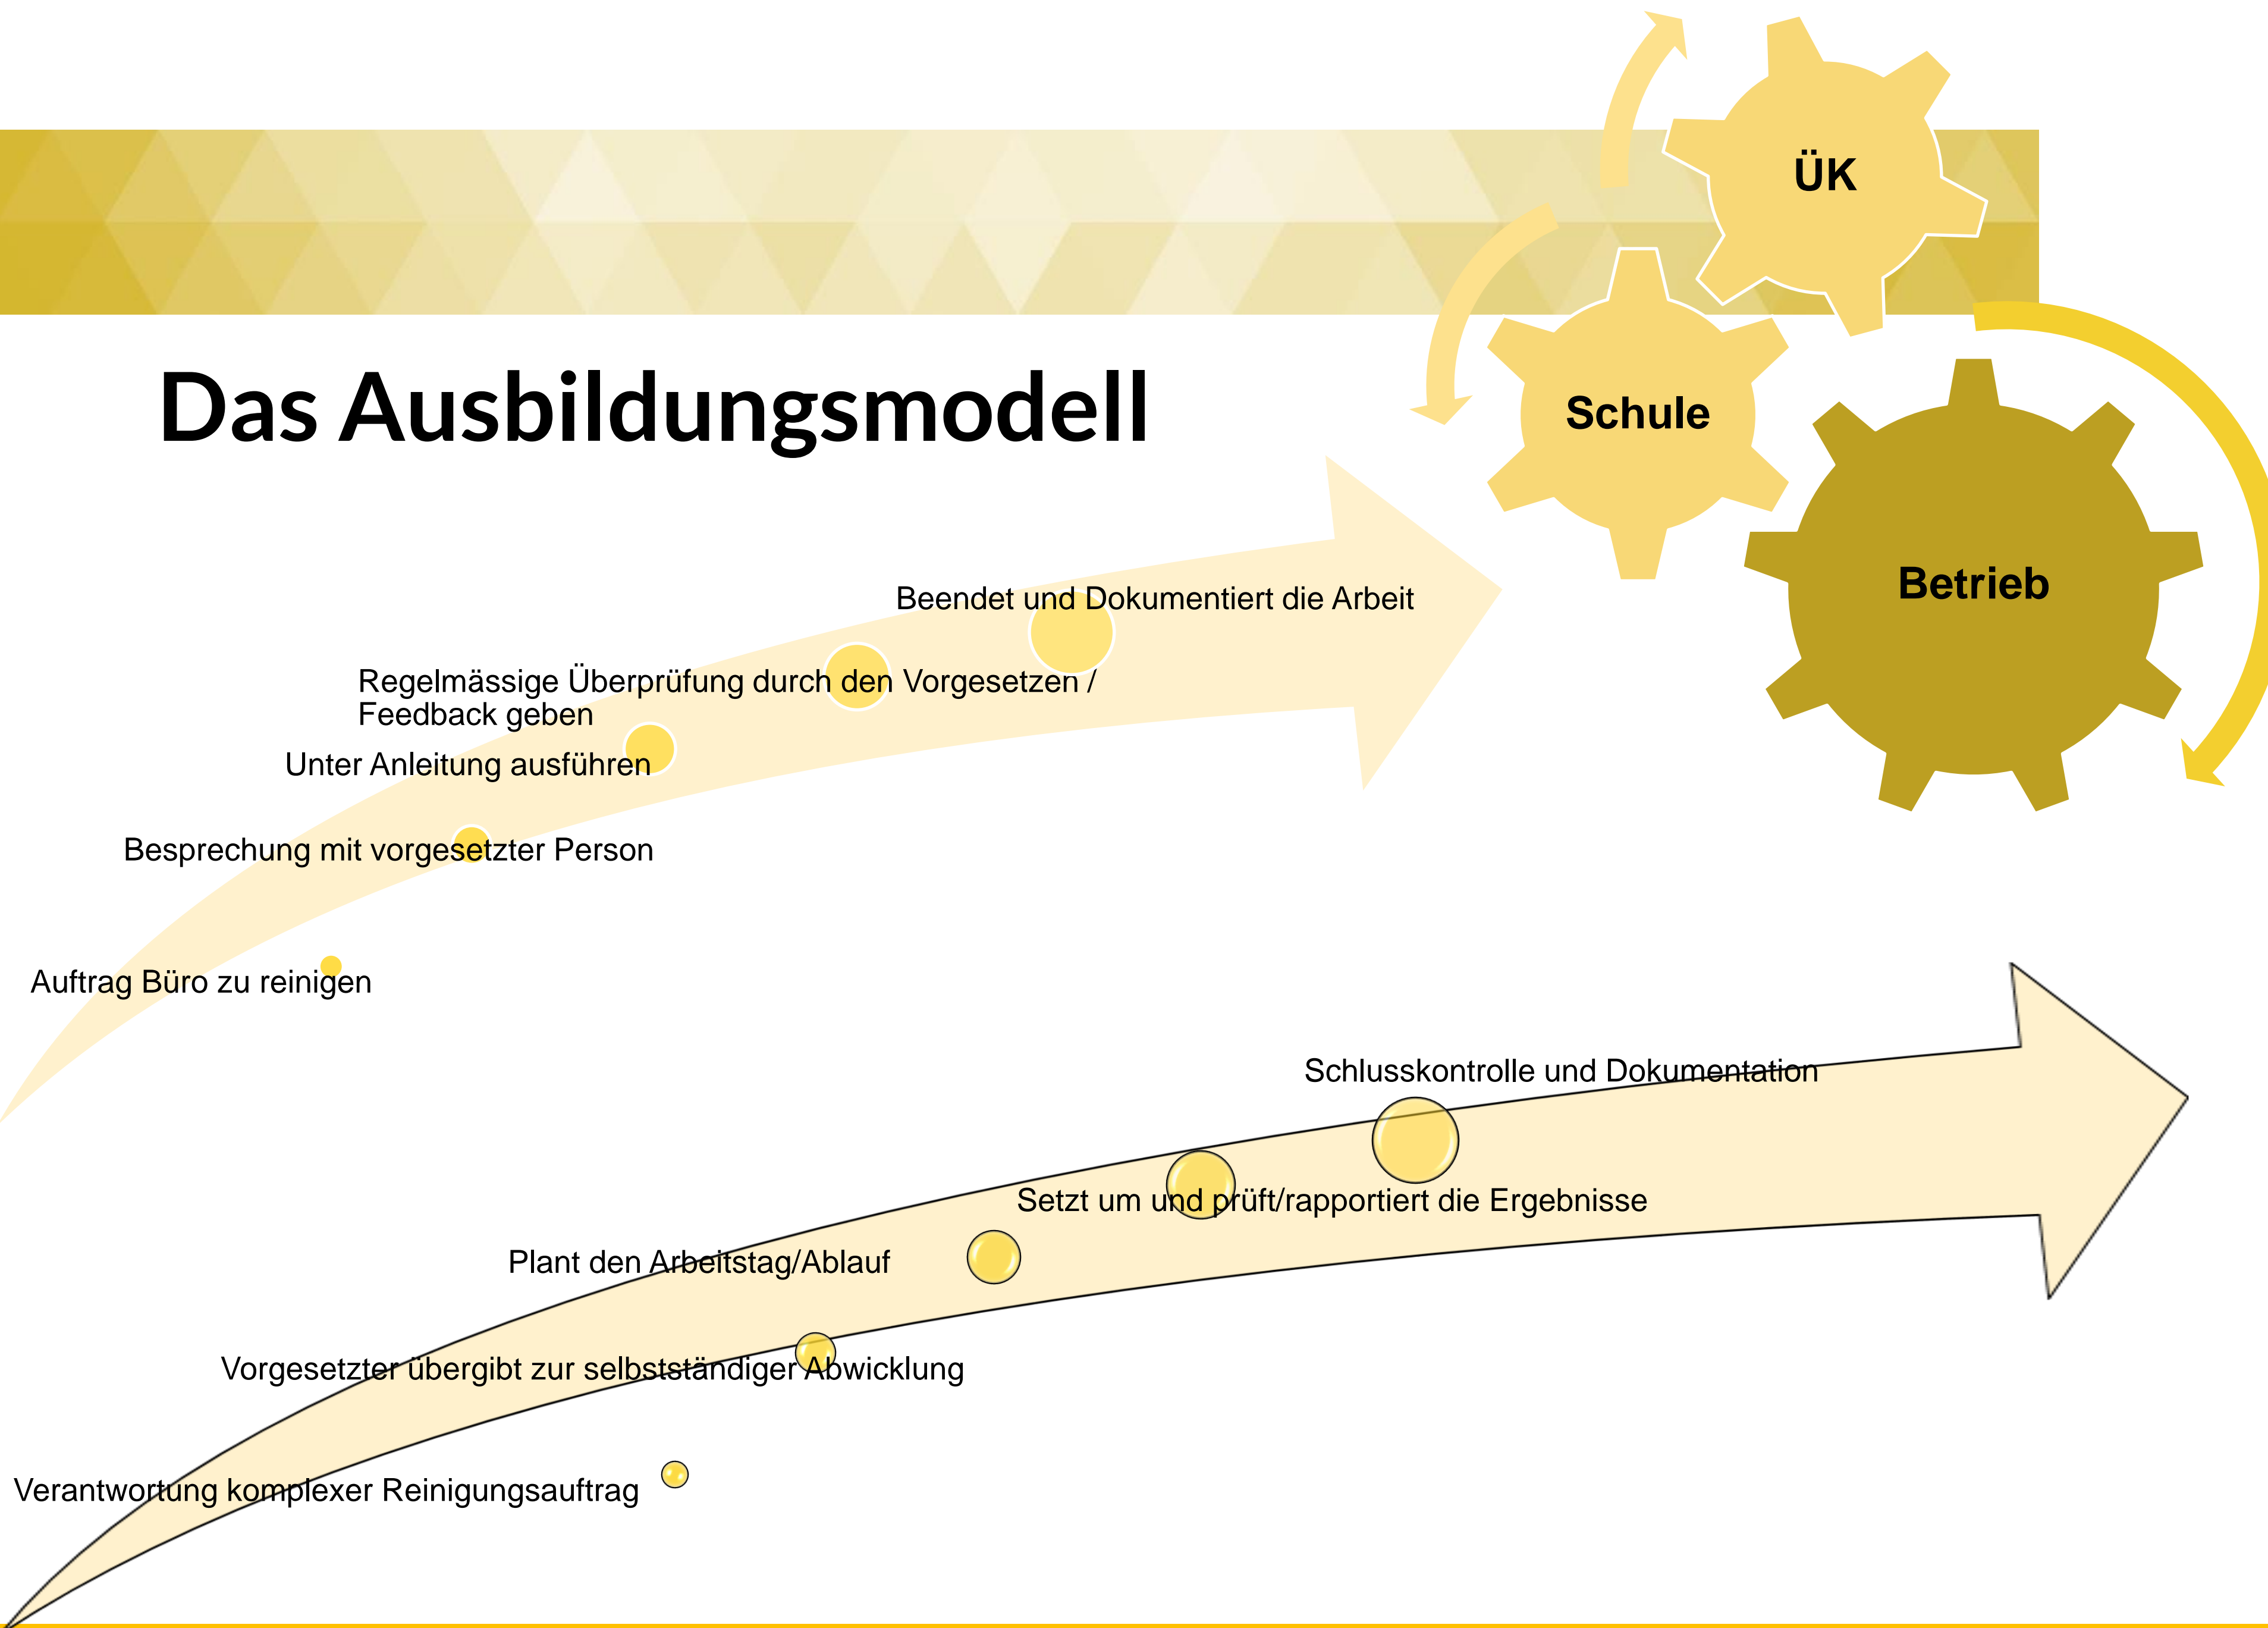 ÜK
Das Ausbildungsmodell
Schule
Betrieb
Beendet und Dokumentiert die Arbeit
Regelmässige Überprüfung durch den Vorgesetzen /
Feedback geben
Unter Anleitung ausführen
Besprechung mit vorgesetzter Person
Auftrag Büro zu reinigen
Schlusskontrolle und Dokumentation
Setzt um und prüft/rapportiert die Ergebnisse
Plant den Arbeitstag/Ablauf
Vorgesetzter übergibt zur selbstständiger Abwicklung
Verantwortung komplexer Reinigungsauftrag